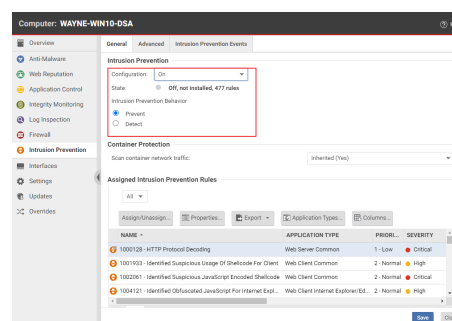 Computer: WAYNE-WIN10-DSA
Overview
Anti-Malware
Web Reputation
Application Control
Integrity Monitoring
Log Inspection
Firewall
Intrusion Prevention
Interfaces
Settings
Updates
Overrides
General Advanced Intrusion Prevention Events
Intrusion Prevention
Configuration: On
State: Off, not installed, 477 rules
Intrusion Prevention Behavior
Prevent
Detect
Container Protection
Scan container network traffic: Inherited (Yes)
Assigned Intrusion Prevention Rules
All
Assign/Unassign... Properties... Export Application Types... Columns...
NAME APPLICATION TYPE PRIORI... SEVERITY
1000128 - HTTP Protocol Decoding Web Server Common 1 - Low Critical
1001933 - Identified Suspicious Usage Of Shellcode For Client Web Client Common 2 - Normal High
1002061 - Identified Suspicious JavaScript Encoded Shellcode Web Client Common 2 - Normal Critical
1004121 - Identified Obfuscated JavaScript For Internet Expl... Web Client Internet Explorer/Ed... 2 - Normal High
Save